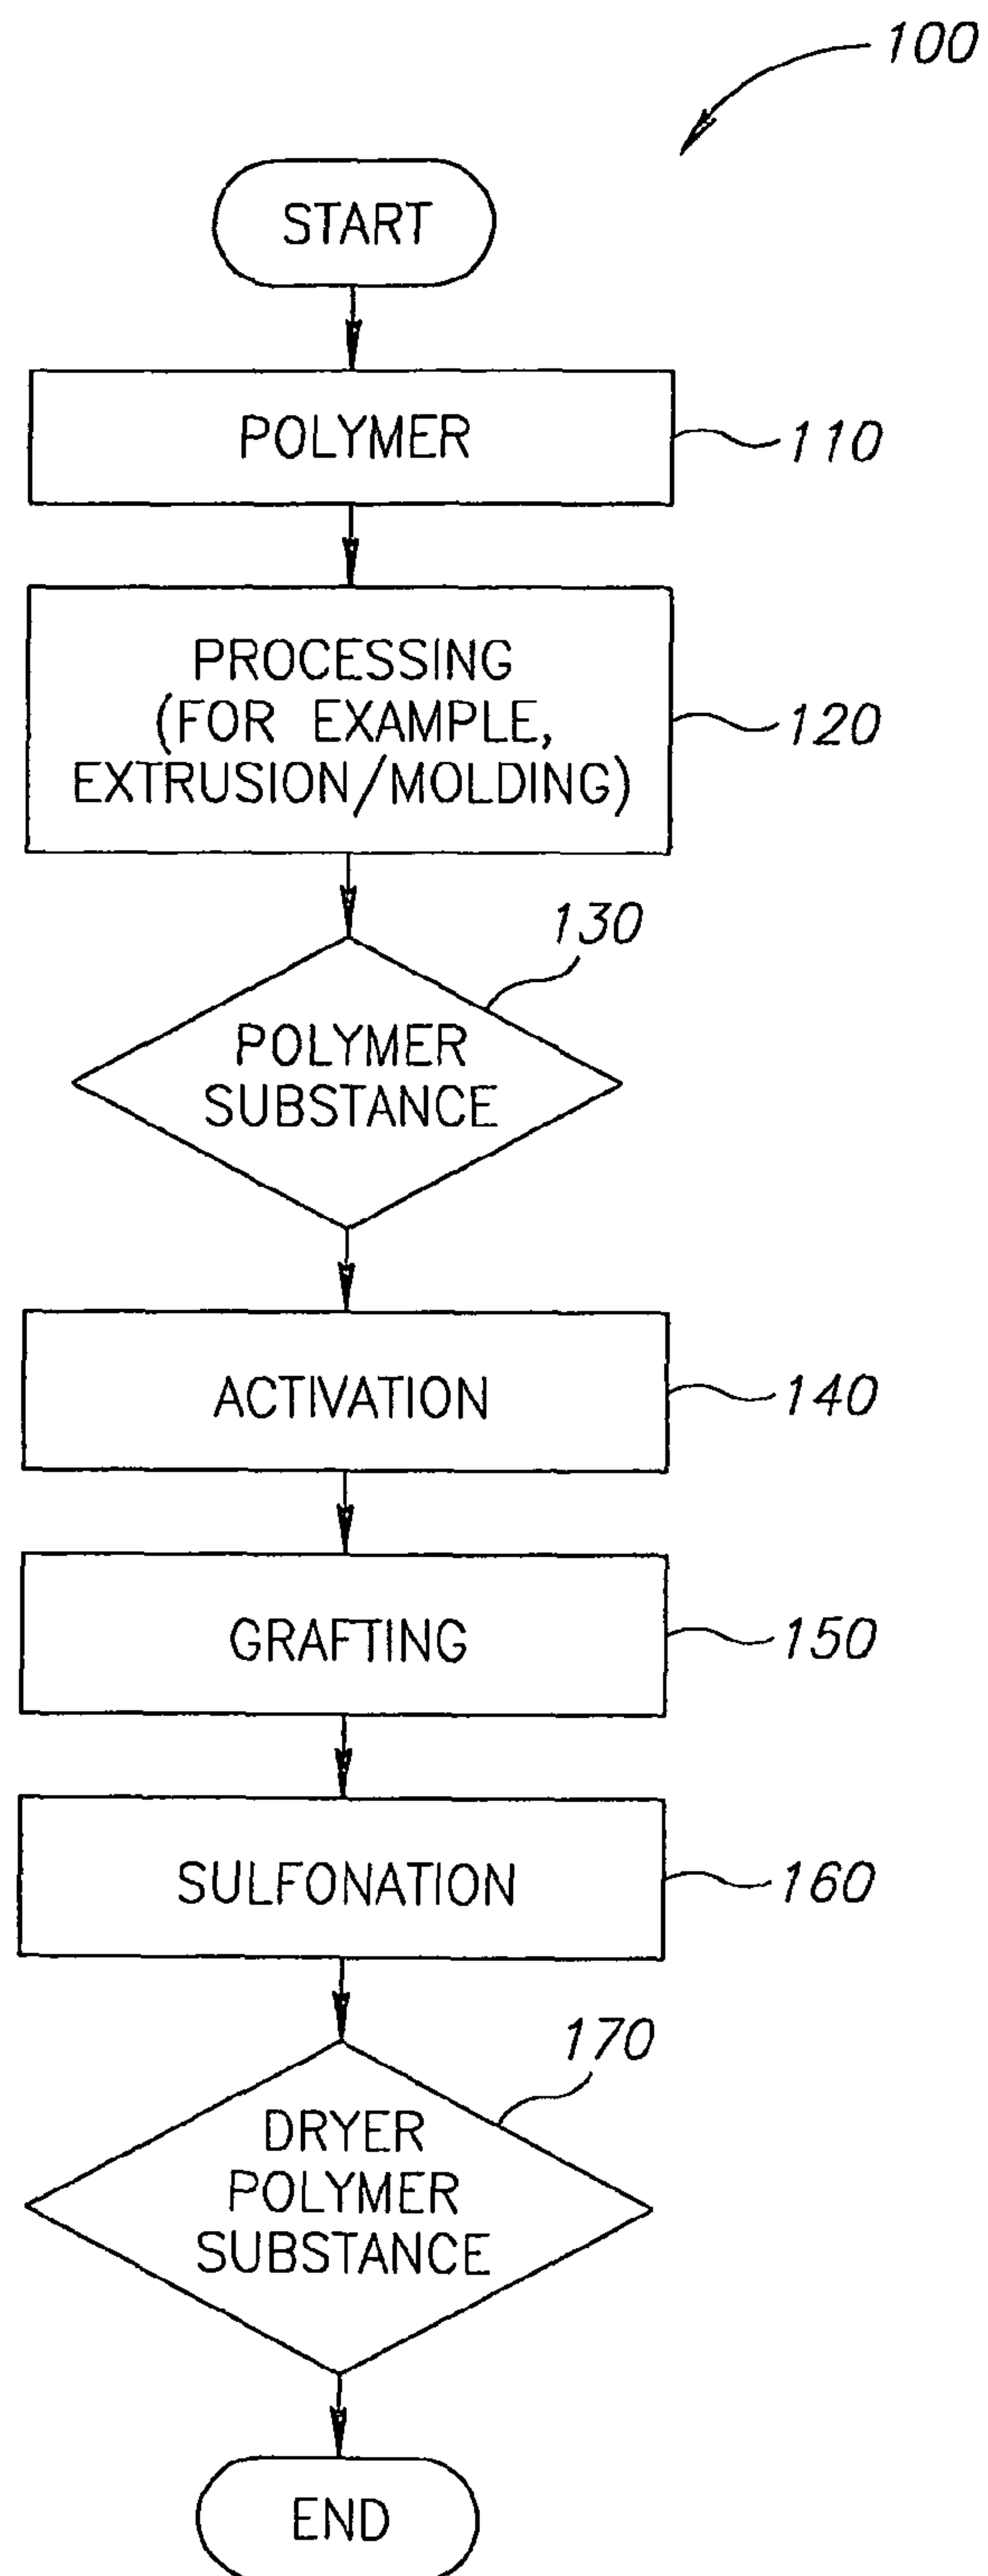 100
START
POLYMER
110
PROCESSING
(FOR EXAMPLE,
EXTRUSION/MOLDING)
120
130
POLYMER
SUBSTANCE
ACTIVATION
140
GRAFTING
150
SULFONATION
160
170
DRYER
POLYMER
SUBSTANCE
END